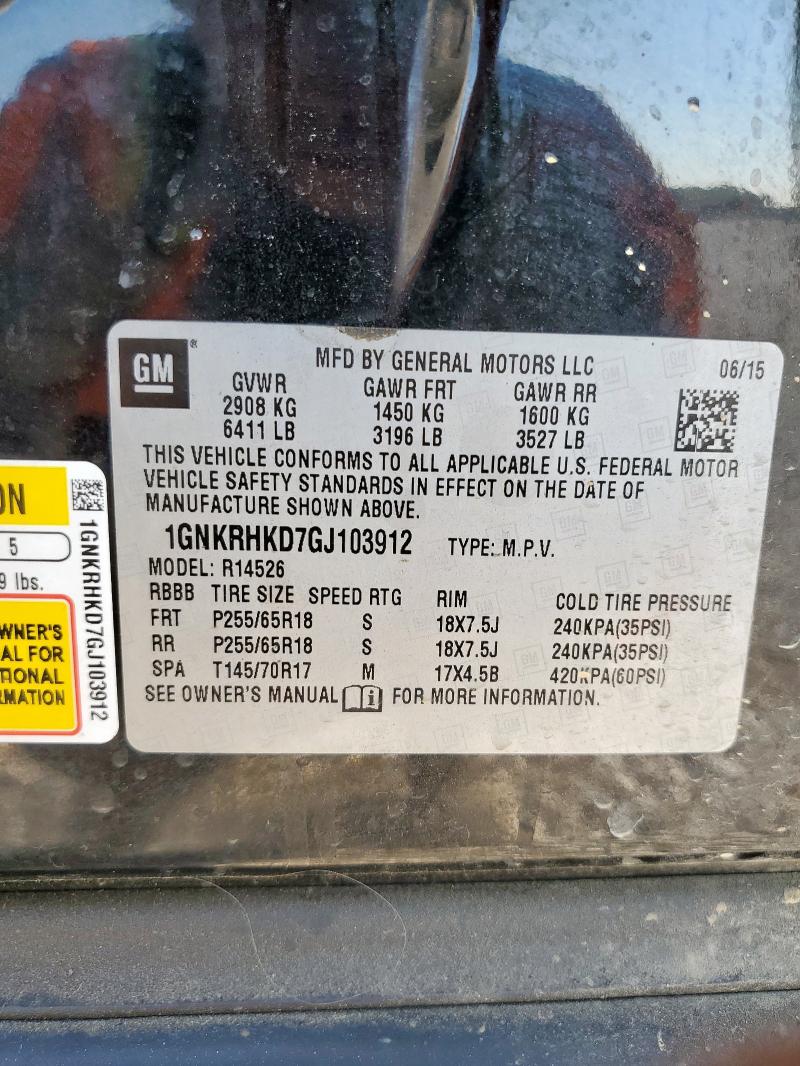 GM
®
MFD BY GENERAL MOTORS LLC
06/15
GVWR GAWR FRT GAWR RR
2908 KG 1450 KG 1600 KG
6411 LB 3196 LB 3527 LB
THIS VEHICLE CONFORMS TO ALL APPLICABLE U.S. FEDERAL MOTOR
VEHICLE SAFETY STANDARDS IN EFFECT ON THE DATE OF
MANUFACTURE SHOWN ABOVE.
1GNKRHKD7GJ103912 TYPE: M.P.V.
MODEL: R14526
RBBB TIRE SIZE SPEED RTG RIM COLD TIRE PRESSURE
FRT P255/65R18 S 18X7.5J 240KPA(35PSI)
RR P255/65R18 S 18X7.5J 240KPA(35PSI)
SPA T145/70R17 M 17X4.5B 420KPA(60PSI)
SEE OWNER'S MANUAL FOR MORE INFORMATION.
ON
5
9 lbs.
WNER'S
AL FOR
TIONAL
RMATION
1GNKRHKD7GJ103912